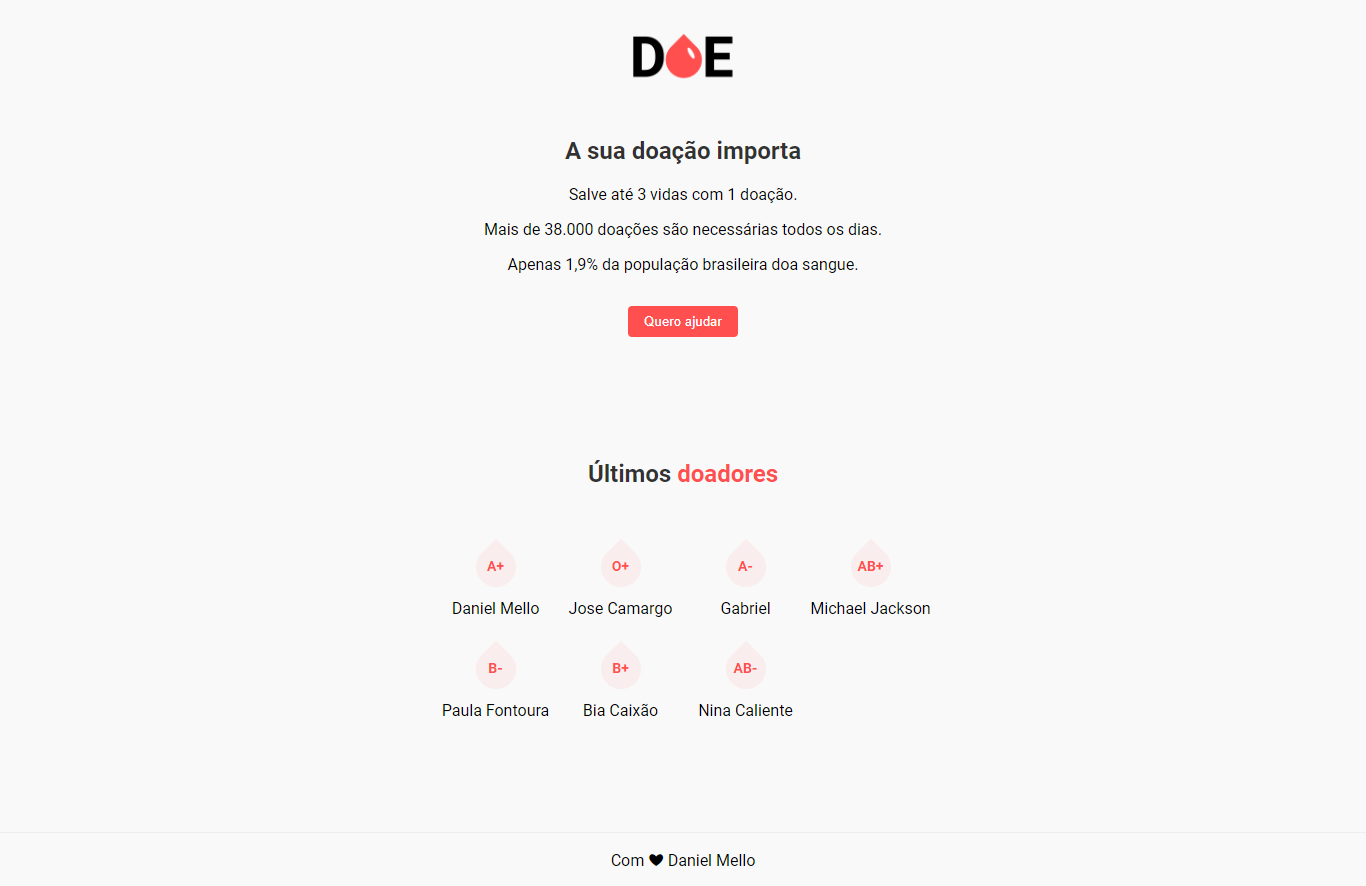 DOE
A sua doação importa
Salve até 3 vidas com 1 doação.
Mais de 38.000 doações são necessárias todos os dias.
Apenas 1,9% da população brasileira doa sangue.
Quero ajudar
Últimos doadores
A+ O+ A- AB+
Daniel Mello Jose Camargo Gabriel Michael Jackson
B- B+ AB-
Paula Fontoura Bia Caixão Nina Caliente
Com ♥ Daniel Mello